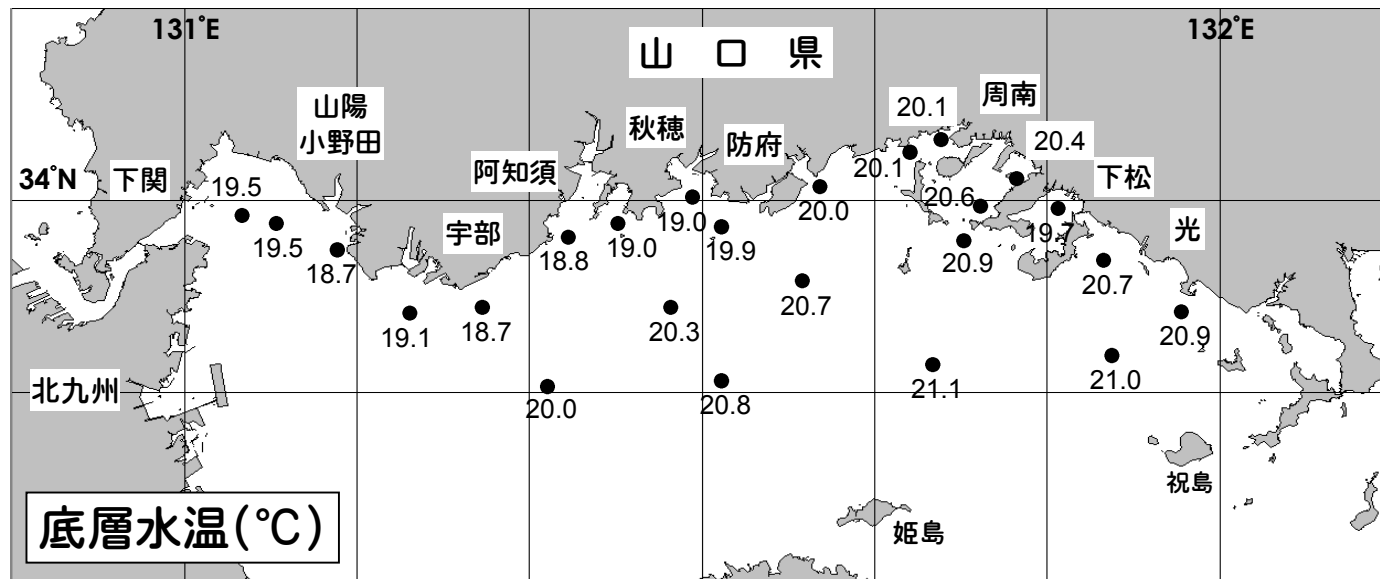 131°E
132°E
山 口 県
山陽
小野田
秋穂
防府
20.1
周南
20.4
20.1
下松
34°N
下関
19.5
阿知須
20.6
20.0
19.0
19.7
光
19.5
宇部
18.8
19.0
19.9
20.9
18.7
20.7
20.7
19.1
18.7
20.3
20.9
北九州
20.0
20.8
21.1
21.0
祝島
底層水温(℃)
姫島